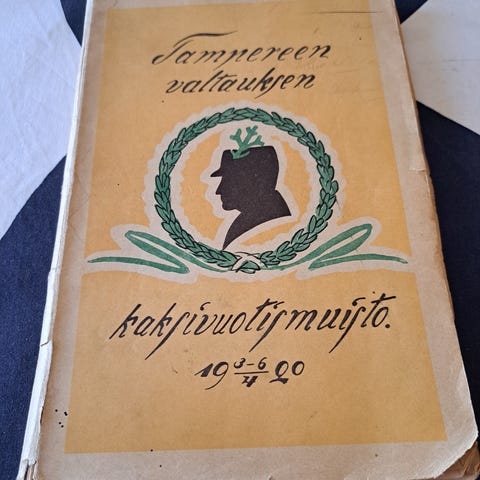 Tampereen
valtauksen
kaksivuotismuisto.
19 3-6/4 20